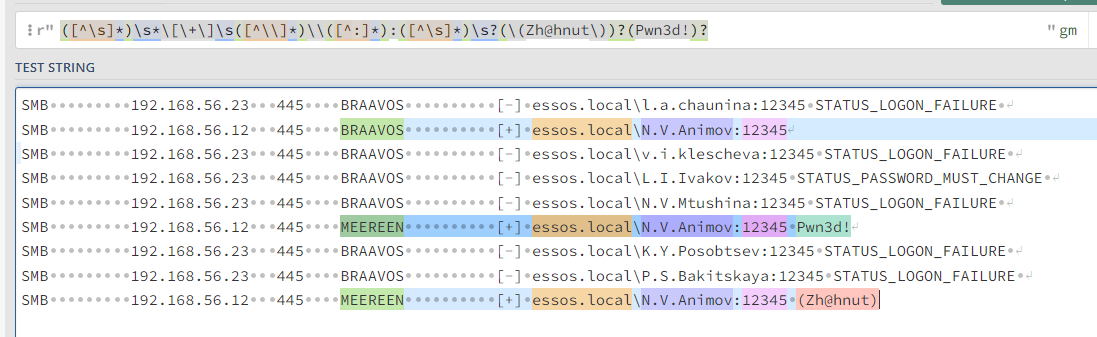 r" ([^\s]*)\s*\[\+\]\s([^\\]*)\\([^:]*):([^\s]*)\s?(\(Zh@hnut\))?(Pwn3d!)? " gm
TEST STRING
SMB·········192.168.56.23···445····BRAAVOS··········[-]·essos.local\l.a.chaunina:12345·STATUS_LOGON_FAILURE·
SMB·········192.168.56.12···445····BRAAVOS··········[+]·essos.local\N.V.Animov:12345
SMB·········192.168.56.23···445····BRAAVOS··········[-]·essos.local\v.i.klescheva:12345·STATUS_LOGON_FAILURE·
SMB·········192.168.56.23···445····BRAAVOS··········[-]·essos.local\L.I.Ivakov:12345·STATUS_PASSWORD_MUST_CHANGE·
SMB·········192.168.56.23···445····BRAAVOS··········[-]·essos.local\N.V.Mtushina:12345·STATUS_LOGON_FAILURE·
SMB·········192.168.56.12···445····MEEREEN··········[+]·essos.local\N.V.Animov:12345·Pwn3d!
SMB·········192.168.56.23···445····BRAAVOS··········[-]·essos.local\K.Y.Posobtsev:12345·STATUS_LOGON_FAILURE·
SMB·········192.168.56.23···445····BRAAVOS··········[-]·essos.local\P.S.Bakitskaya:12345·STATUS_LOGON_FAILURE·
SMB·········192.168.56.12···445····MEEREEN··········[+]·essos.local\N.V.Animov:12345·(Zh@hnut)